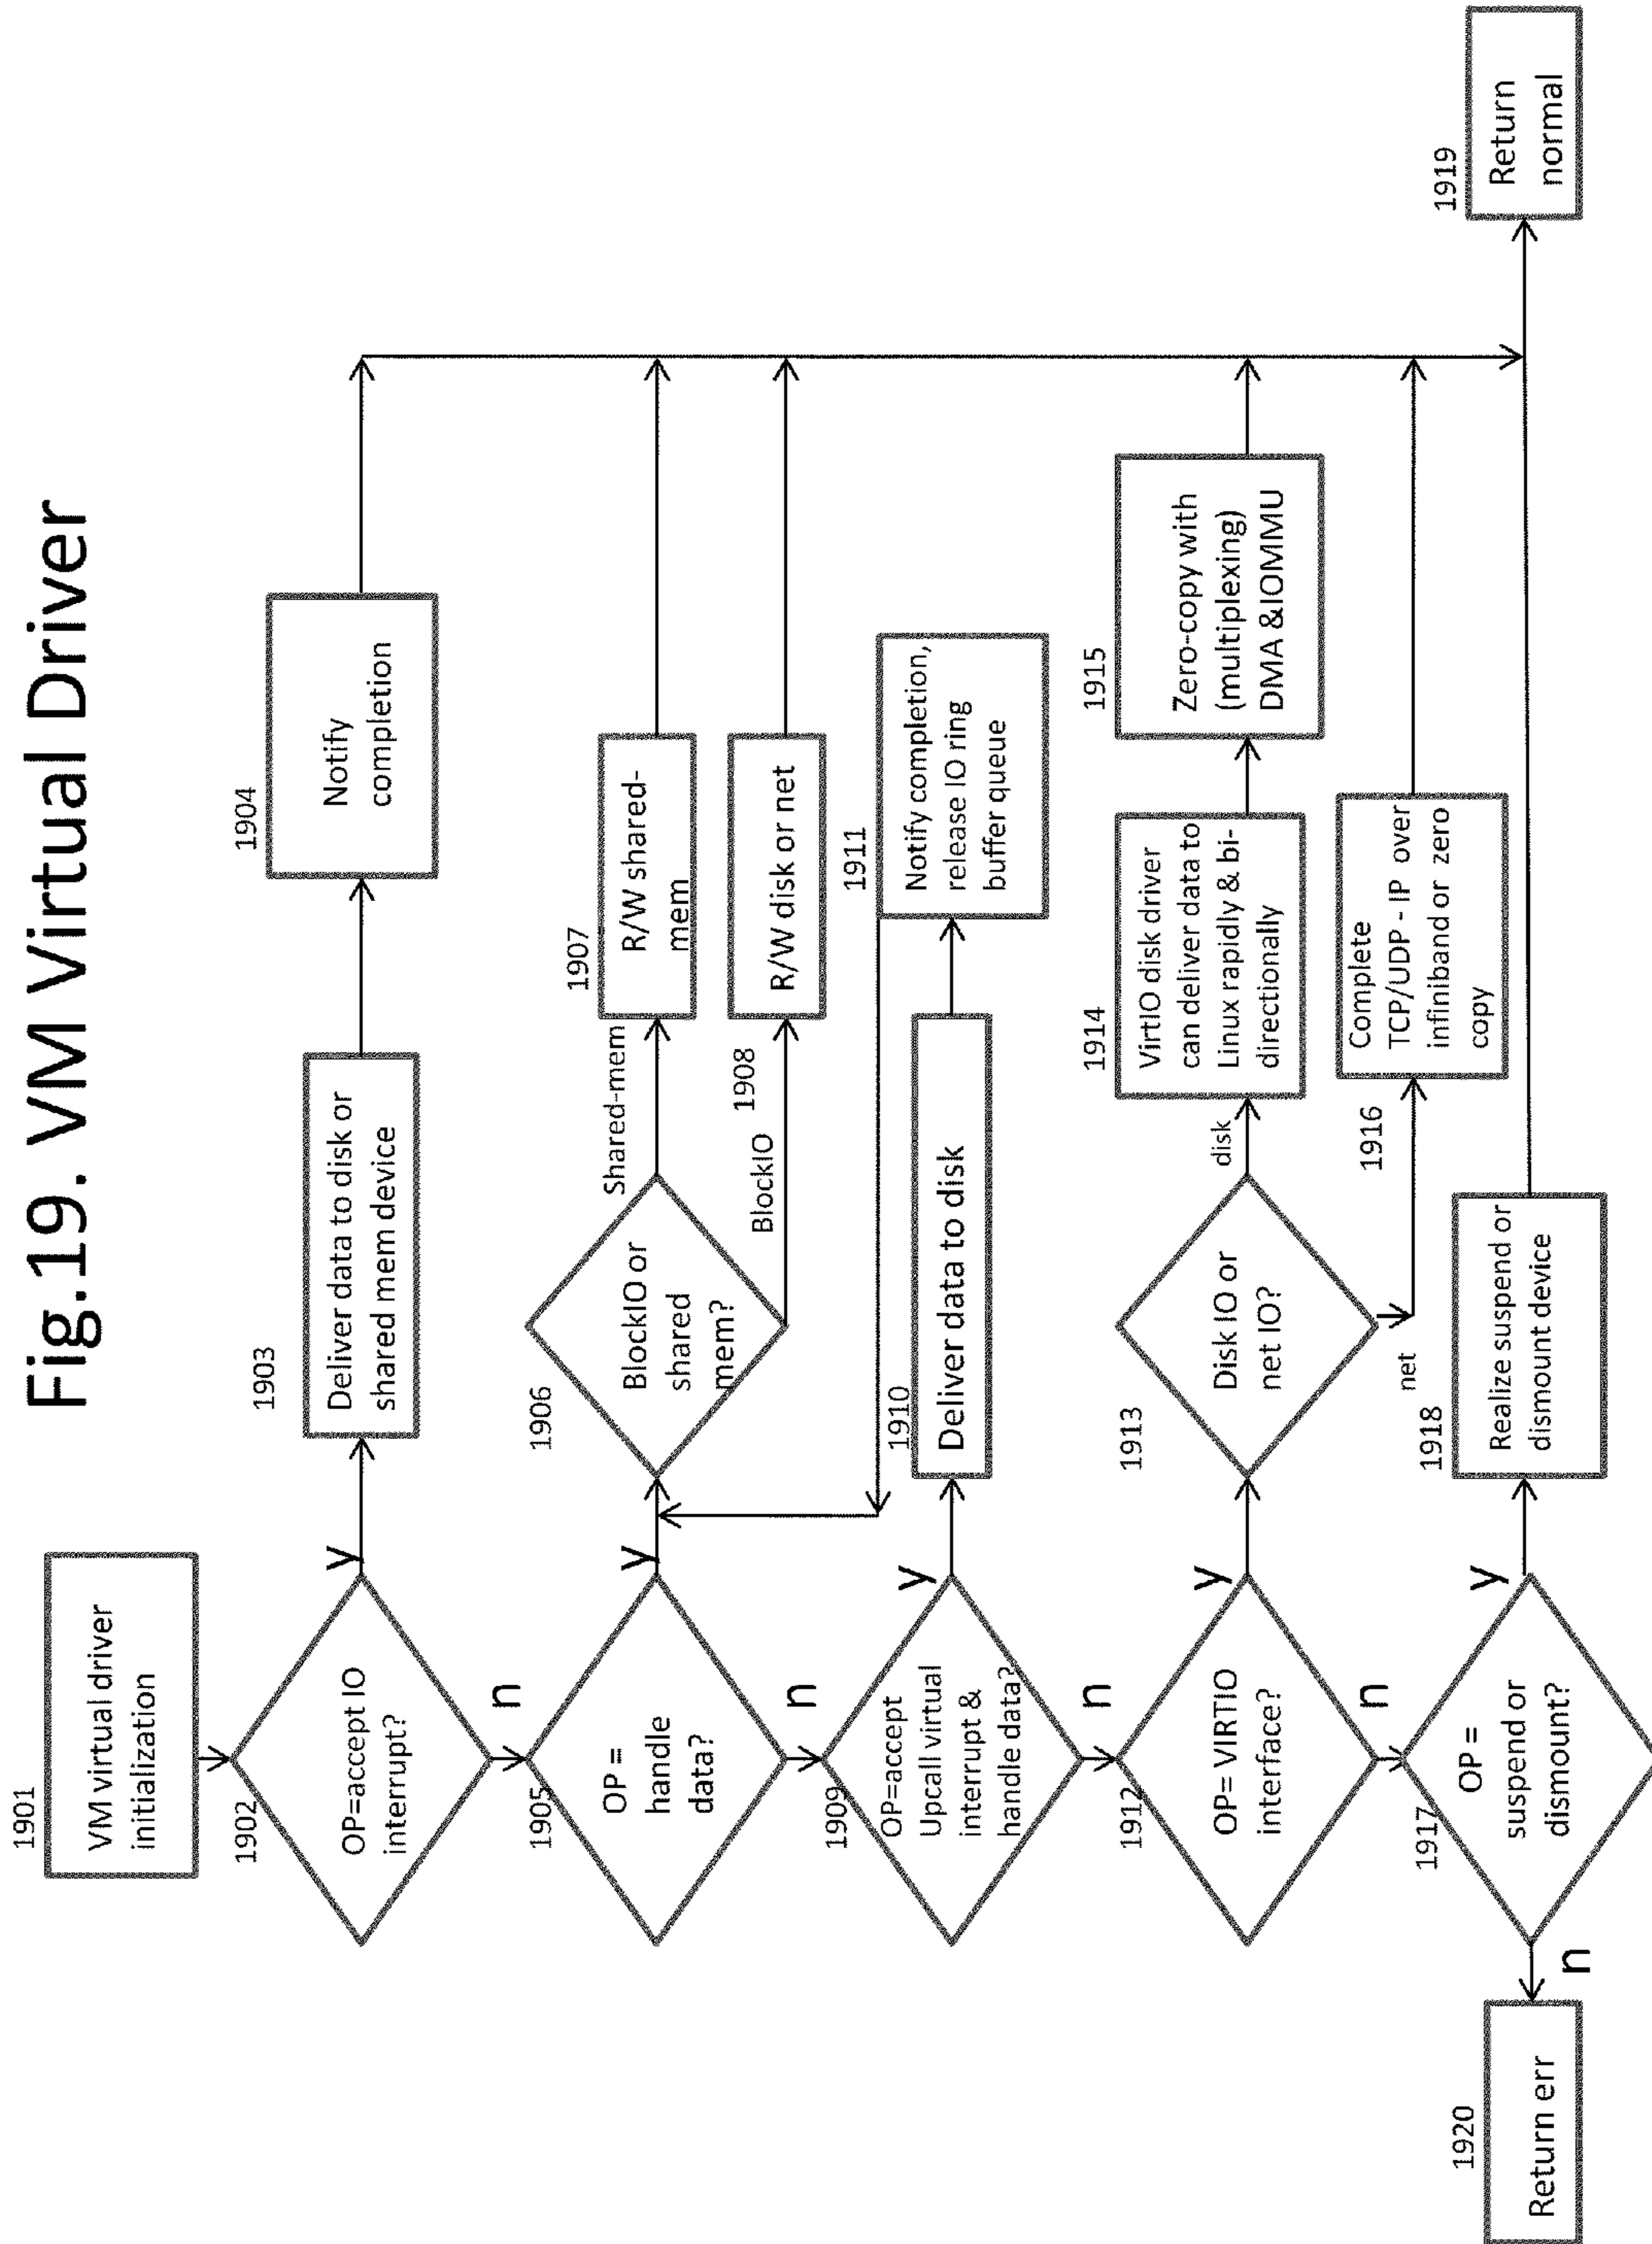 Fig.19. VM Virtual Driver
1901
VM virtual driver
initialization
1902
OP=accept IO
interrupt?
y
n
1903
Deliver data to disk or
shared mem device
1904
Notify
completion
1905
OP =
handle
data?
y
n
1906
BlockIO or
shared
mem?
Shared-mem
BlockIO
1907
R/W shared-
mem
1908
R/W disk or net
1909
OP=accept
Upcall virtual
interrupt &
handle data?
y
n
1910
Deliver data to disk
1911
Notify completion,
release IO ring
buffer queue
1912
OP= VIRTIO
interface?
y
n
1913
Disk IO or
net IO?
disk
net
1914
VirtIO disk driver
can deliver data to
Linux rapidly & bi-
directionally
1915
Zero-copy with
(multiplexing)
DMA &IOMMU
1916
Complete
TCP/UDP - IP over
infiniband or zero
copy
1917
OP =
suspend or
dismount?
y
n
1918
Realize suspend or
dismount device
1919
Return
normal
1920
Return err